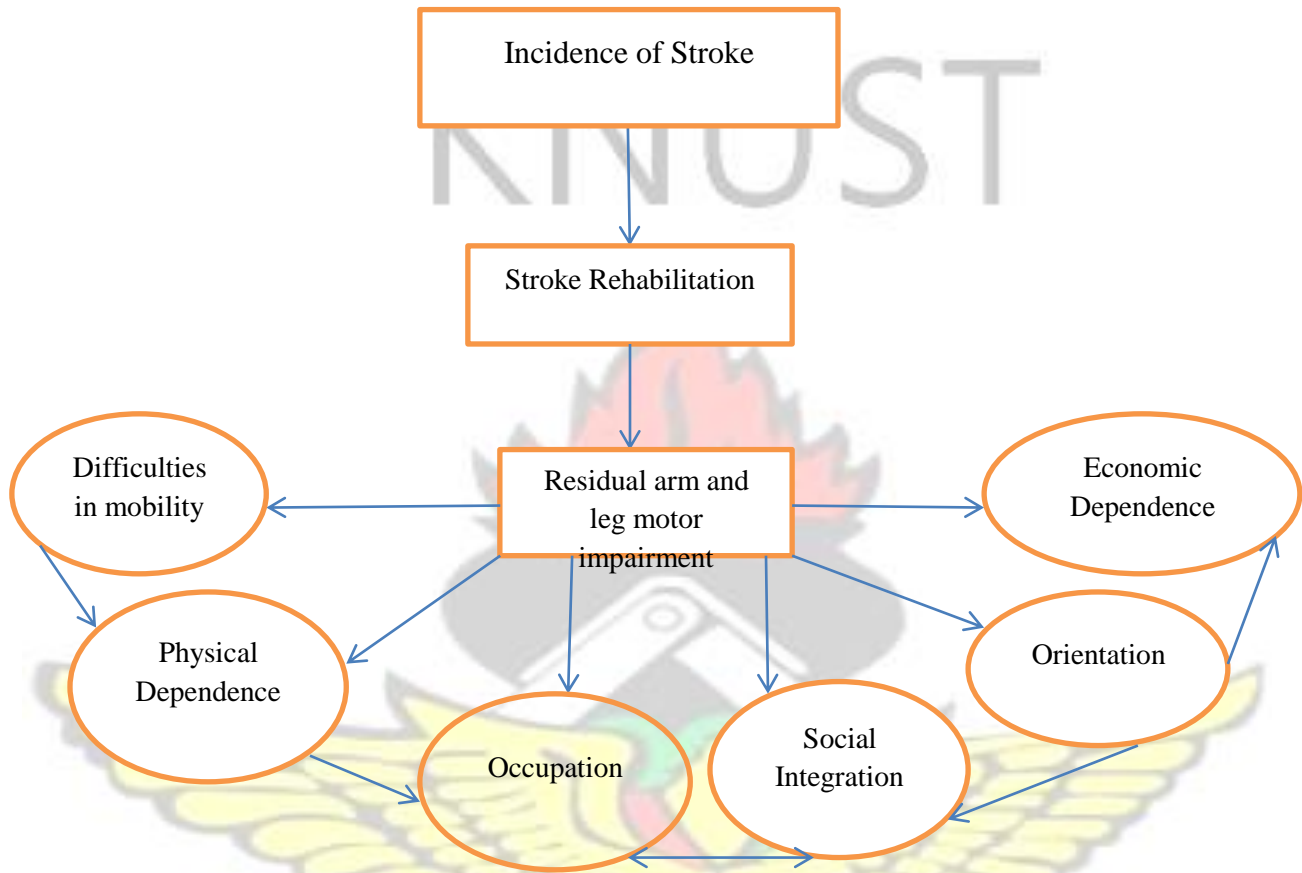 Incidence of Stroke
KNUST
Stroke Rehabilitation
Difficulties
in mobility
Residual arm and
leg motor
impairment
Economic
Dependence
Physical
Dependence
Orientation
Occupation
Social
Integration